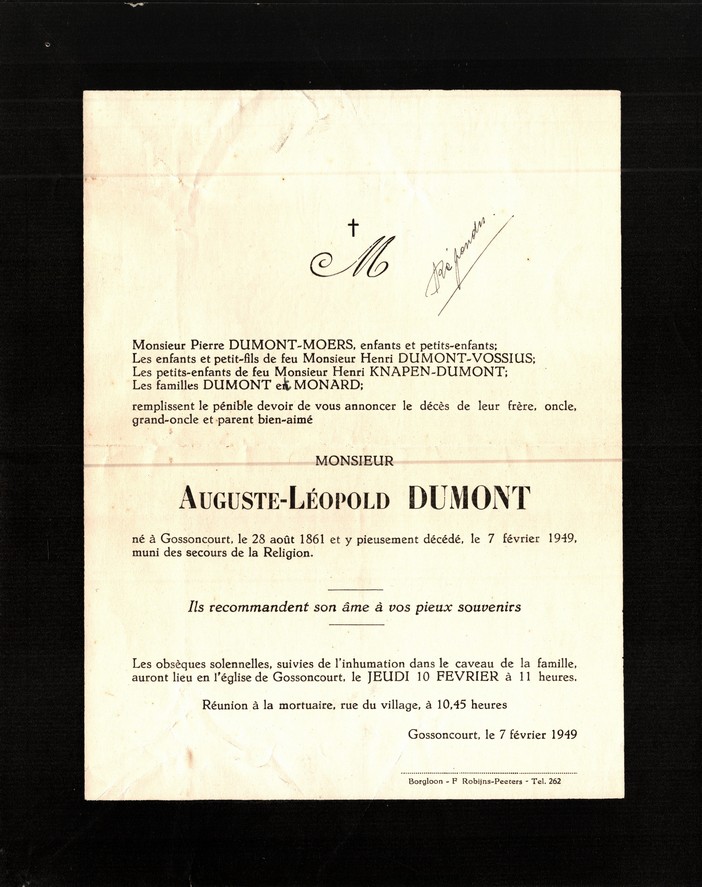 †
M
Répondu
Monsieur Pierre DUMONT-MOERS, enfants et petits-enfants;
Les enfants et petit-fils de feu Monsieur Henri DUMONT-VOSSIUS;
Les petits-enfants de feu Monsieur Henri KNAPEN-DUMONT;
Les familles DUMONT et MONARD;
remplissent le pénible devoir de vous annoncer le décès de leur frère, oncle,
grand-oncle et parent bien-aimé
MONSIEUR
AUGUSTE-LÉOPOLD DUMONT
né à Gossoncourt, le 28 août 1861 et y pieusement décédé, le 7 février 1949,
muni des secours de la Religion.
Ils recommandent son âme à vos pieux souvenirs
Les obsèques solennelles, suivies de l'inhumation dans le caveau de la famille,
auront lieu en l'église de Gossoncourt, le JEUDI 10 FEVRIER à 11 heures.
Réunion à la mortuaire, rue du village, à 10,45 heures
Gossoncourt, le 7 février 1949
Borgloon - F Robijns-Peeters - Tel. 262